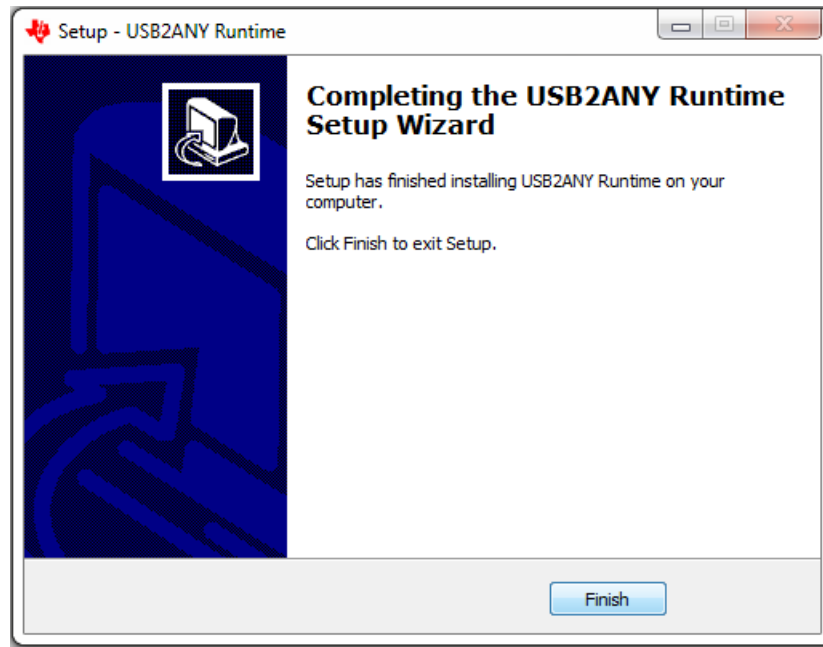 Setup - USB2ANY Runtime
Completing the USB2ANY Runtime
Setup Wizard
Setup has finished installing USB2ANY Runtime on your
computer.
Click Finish to exit Setup.
Finish